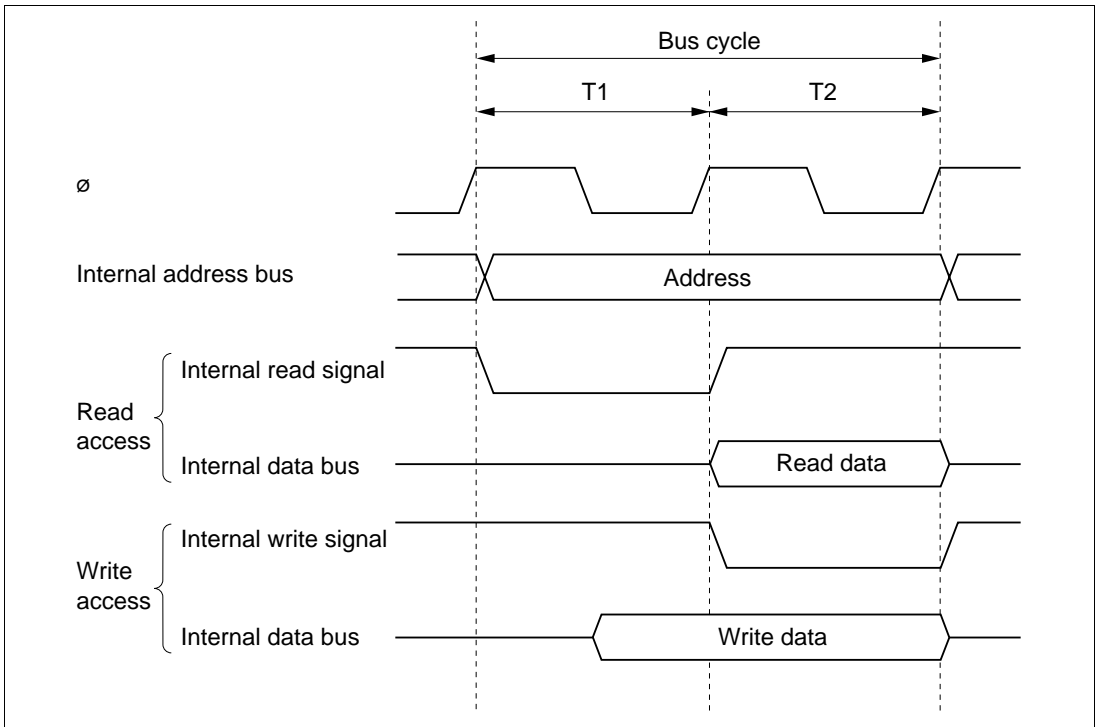 Bus cycle
T1
T2
ø
Internal address bus
Address
Internal read signal
Read
access
Internal data bus
Read data
Internal write signal
Write
access
Internal data bus
Write data